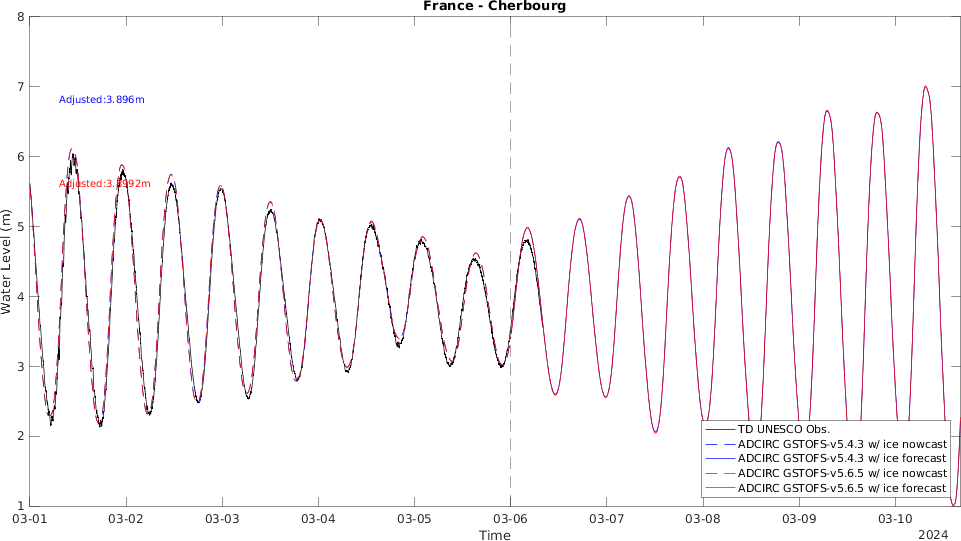 France - Cherbourg
8
7
6
5
4
3
2
1
Water Level (m)
Adjusted:3.896m
03-01
03-02
03-03
03-04
03-05
03-06
03-07
03-08
03-09
03-10
Time
2024
TD UNESCO Obs.
ADCIRC GSTOFS-v5.4.3 w/ ice nowcast
ADCIRC GSTOFS-v5.4.3 w/ ice forecast
ADCIRC GSTOFS-v5.6.5 w/ ice nowcast
ADCIRC GSTOFS-v5.6.5 w/ ice forecast